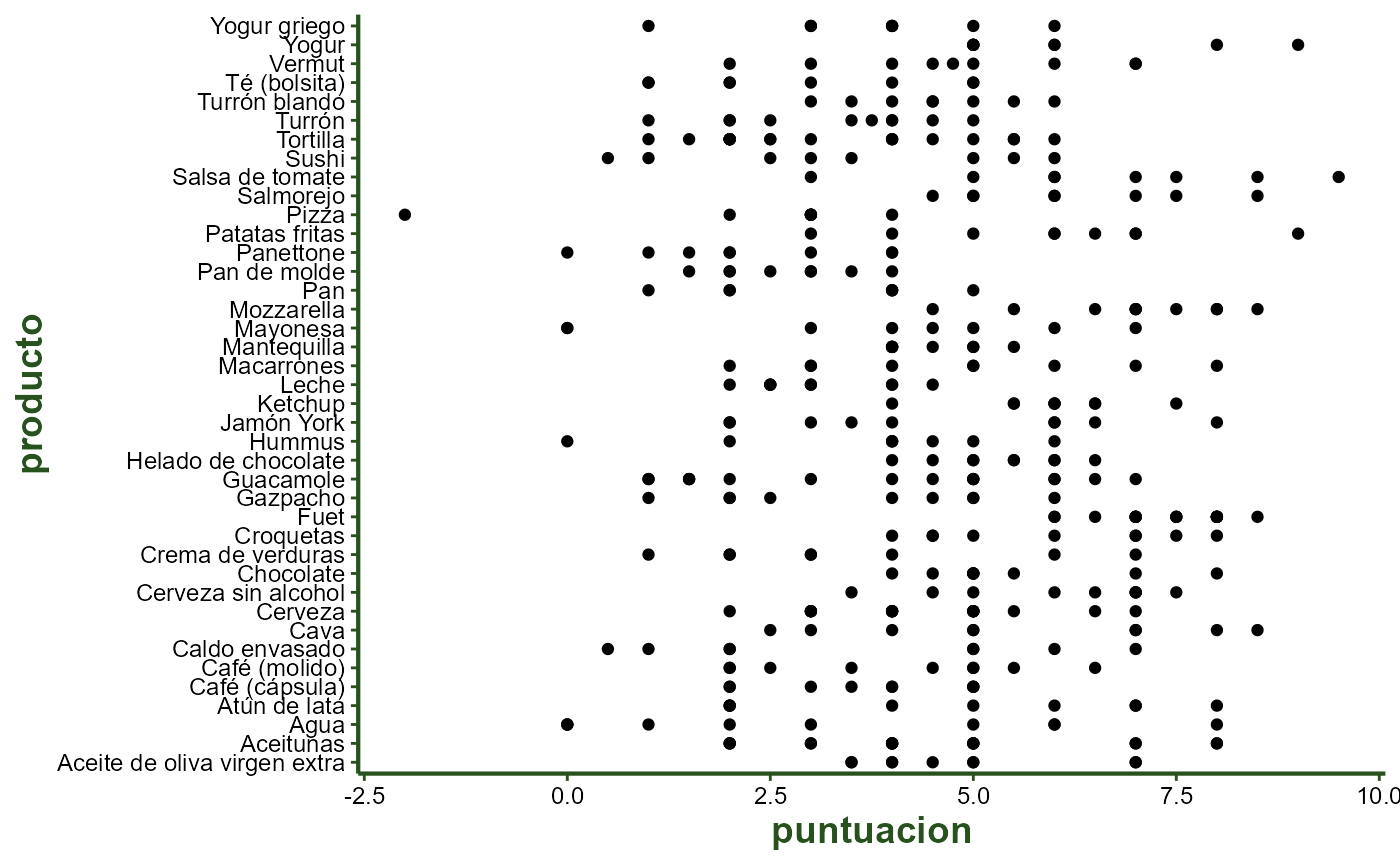 Yogur griego
Yogur
Vermut
Té (bolsita)
Turrón blando
Turrón
Tortilla
Sushi
Salsa de tomate
Salmorejo
Pizza
Patatas fritas
Panettone
Pan de molde
Pan
Mozzarella
Mayonesa
Mantequilla
Macarrones
Leche
Ketchup
Jamón York
Hummus
Helado de chocolate
Guacamole
Gazpacho
Fuet
Croquetas
Crema de verduras
Chocolate
Cerveza sin alcohol
Cerveza
Cava
Caldo envasado
Café (molido)
Café (cápsula)
Atún de lata
Agua
Aceitunas
Aceite de oliva virgen extra
producto
-2.5 0.0 2.5 5.0 7.5 10.0
puntuacion